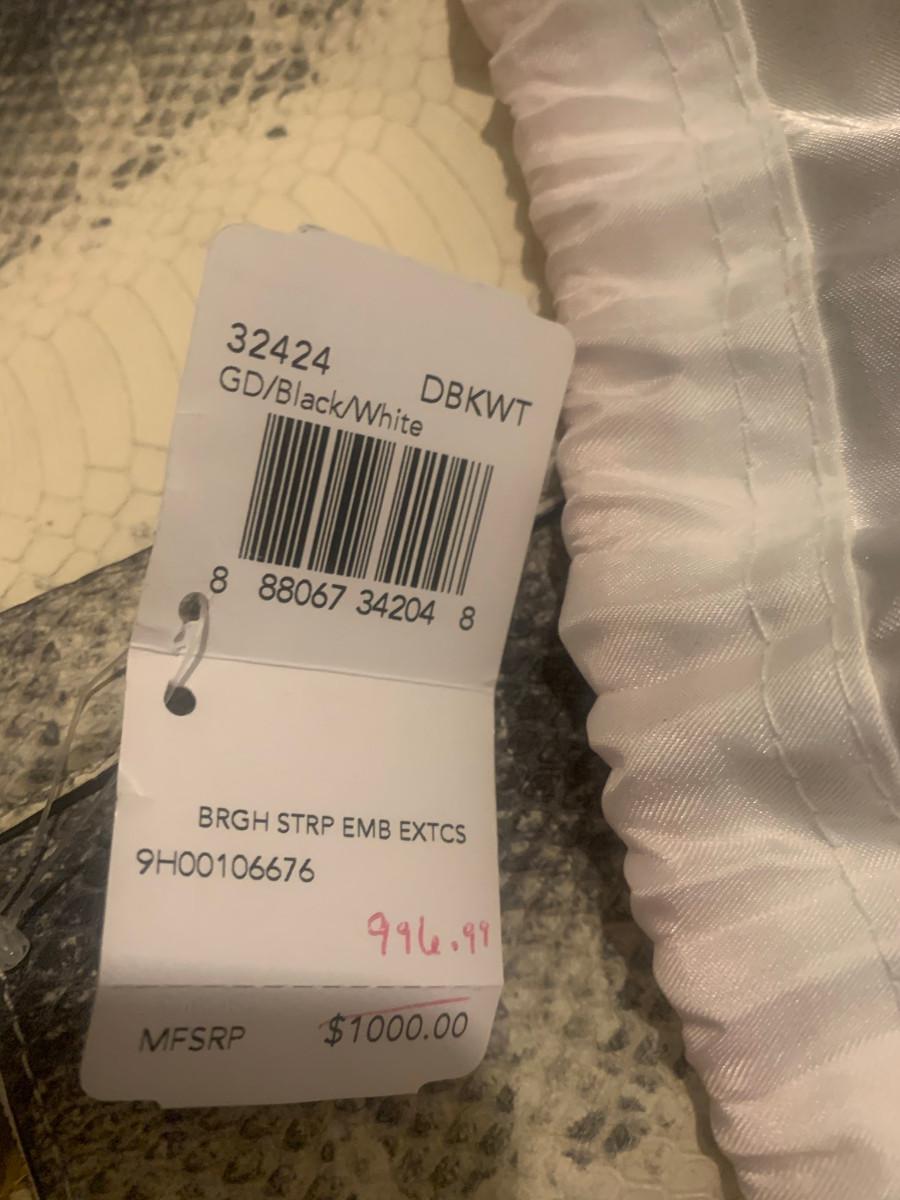 32424
DBKWT
GD/Black/White
8 88067 34204 8
BRGH STRP EMB EXTCS
9H00106676
996.99
MFSRP $1000.00